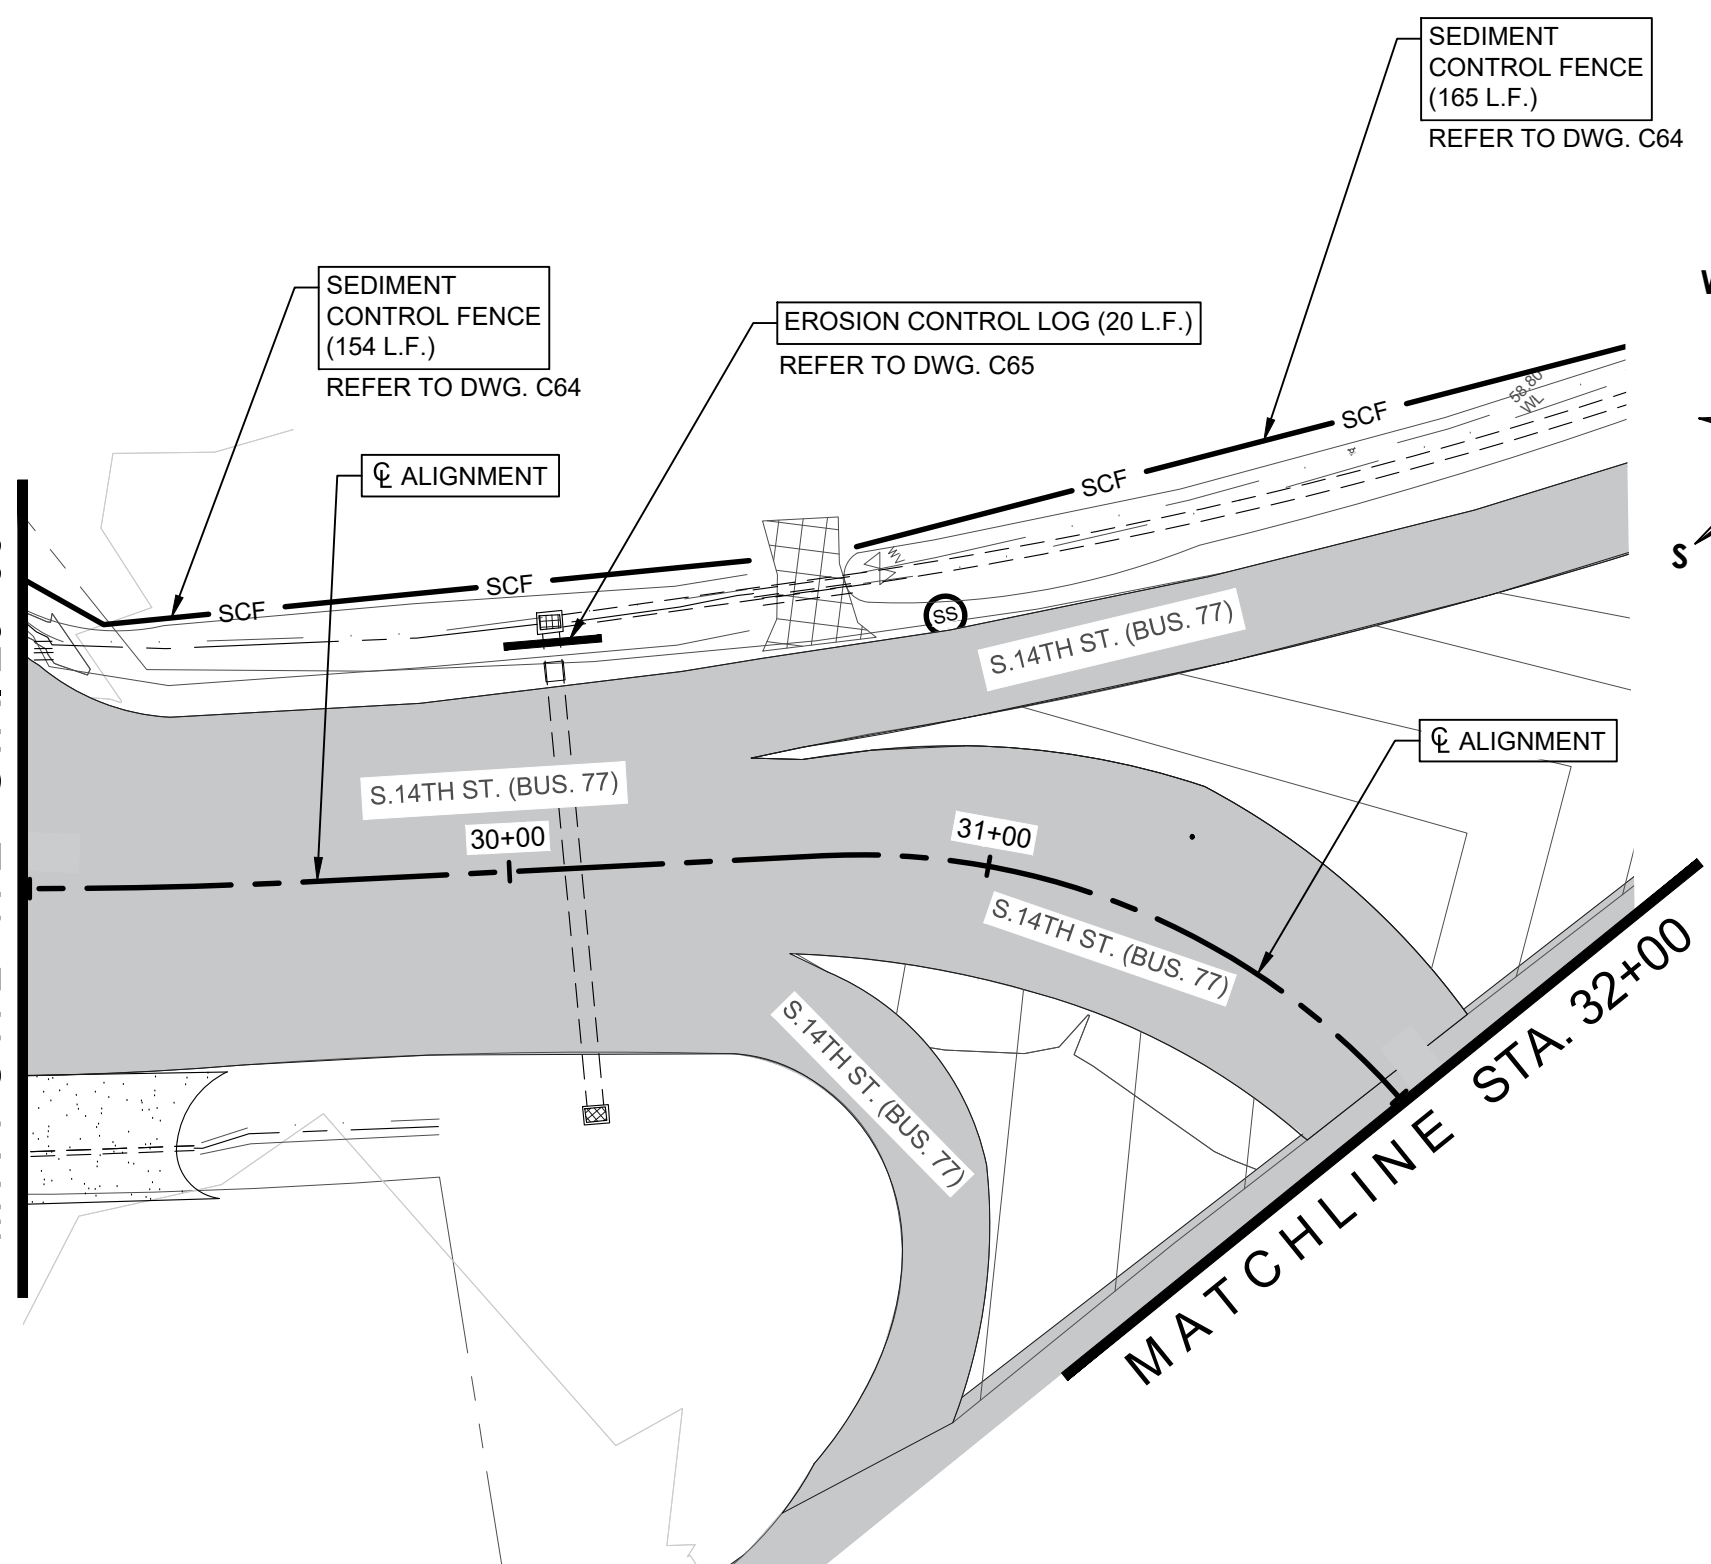 SEDIMENT
CONTROL FENCE
(165 L.F.)
REFER TO DWG. C64
SEDIMENT
CONTROL FENCE
(154 L.F.)
REFER TO DWG. C64
EROSION CONTROL LOG (20 L.F.)
REFER TO DWG. C65
58.80
WL
SCF
SCF
℄ ALIGNMENT
S
SCF
SCF
SS
S.14TH ST. (BUS. 77)
℄ ALIGNMENT
S.14TH ST. (BUS. 77)
30+00
31+00
S.14TH ST. (BUS. 77)
S.14TH ST. (BUS. 77)
MATCHLINE STA. 32+00